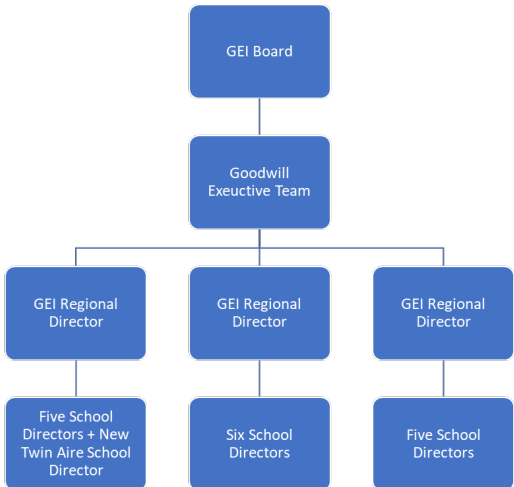 GEI Board
Goodwill
Exeuctive Team
GEI Regional
Director
GEI Regional
Director
GEI Regional
Director
Five School
Directors + New
Twin Aire School
Director
Six School
Directors
Five School
Directors